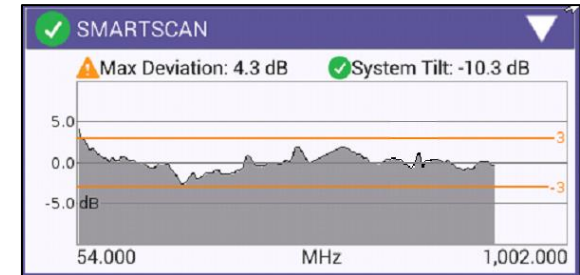 SMARTSCAN
Max Deviation: 4.3 dB System Tilt: -10.3 dB
5.0
3
0.0
-3
-5.0 dB
54.000 MHz 1,002.000